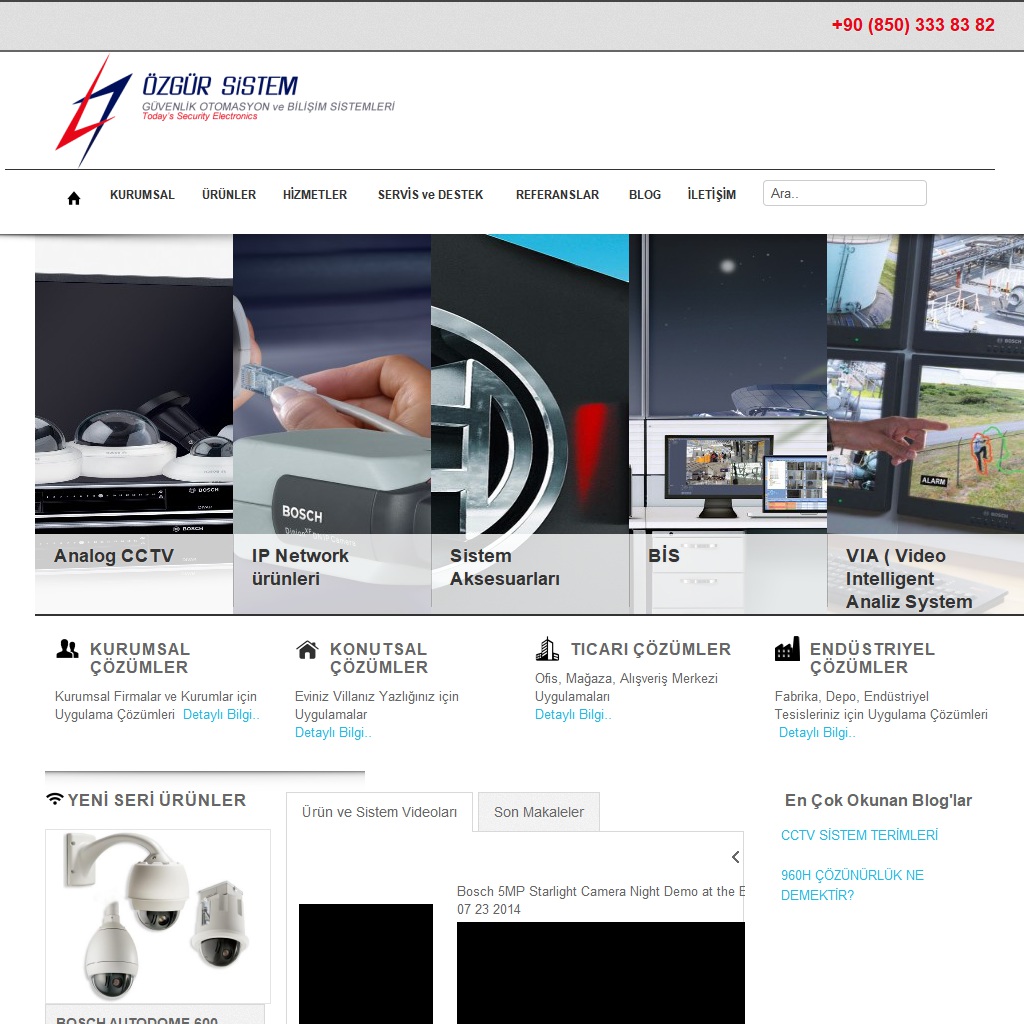 +90 (850) 333 83 82
ÖZGÜR SİSTEM
GÜVENLİK OTOMASYON ve BİLİŞİM SİSTEMLERİ
Today's Security Electronics
KURUMSAL ÜRÜNLER HİZMETLER SERVİS ve DESTEK REFERANSLAR BLOG İLETİŞİM Ara..
BOSCH
BOSCH
BOSCH
BOSCH
ALARM
BOSCH
Analog CCTV
IP Network
ürünleri
Sistem
Aksesuarları
BİS
VIA ( Video
Intelligent
Analiz System
KURUMSAL
ÇÖZÜMLER
Kurumsal Firmalar ve Kurumlar için
Uygulama Çözümleri Detaylı Bilgi..
KONUTSAL
ÇÖZÜMLER
Eviniz Villanız Yazlığınız için
Uygulamalar
Detaylı Bilgi..
TICARI ÇÖZÜMLER
Ofis, Mağaza, Alışveriş Merkezi
Uygulamaları
Detaylı Bilgi..
ENDÜSTRIYEL
ÇÖZÜMLER
Fabrika, Depo, Endüstriyel
Tesisleriniz için Uygulama Çözümleri
Detaylı Bilgi..
YENİ SERİ ÜRÜNLER
BOSCH AUTODOME 600
Ürün ve Sistem Videoları
Son Makaleler
Bosch 5MP Starlight Camera Night Demo at the
07 23 2014
En Çok Okunan Blog'lar
CCTV SİSTEM TERİMLERİ
960H ÇÖZÜNÜRLÜK NE
DEMEKTİR?